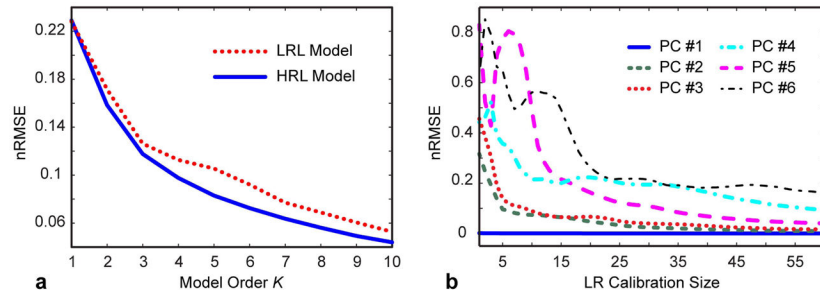 0.22
0.18
0.14
0.1
0.06
nRMSE
1 2 3 4 5 6 7 8 9 10
Model Order K
LRL Model
HRL Model
a
0.8
0.6
0.4
0.2
0
nRMSE
5 15 25 35 45 55
LR Calibration Size
PC #1 PC #4
PC #2 PC #5
PC #3 PC #6
b